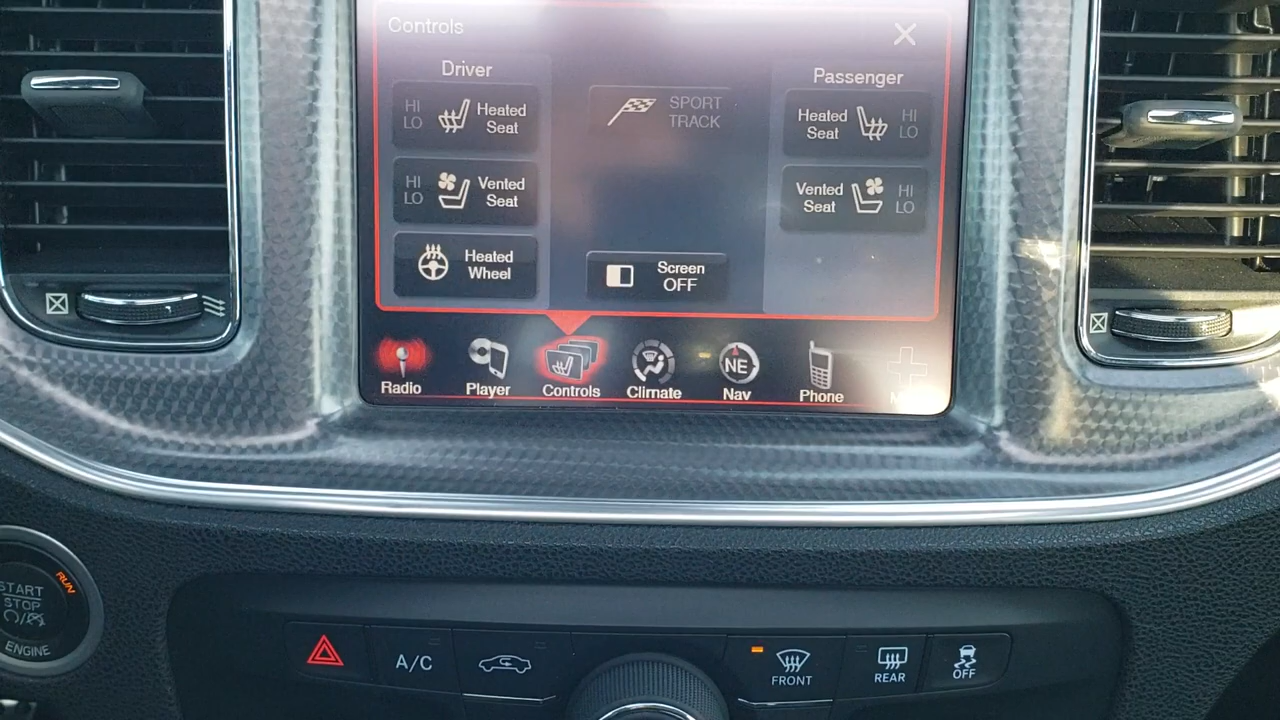 Controls
Driver
Passenger
HI
LO
Heated
Seat
SPORT
TRACK
Heated
Seat
HI
LO
HI
LO
Vented
Seat
Vented
Seat
HI
LO
Heated
Wheel
Screen
OFF
NE
Radio
Player
Controls
Climate
Nav
Phone
RUN
START
STOP
ENGINE
A/C
FRONT
REAR
OFF